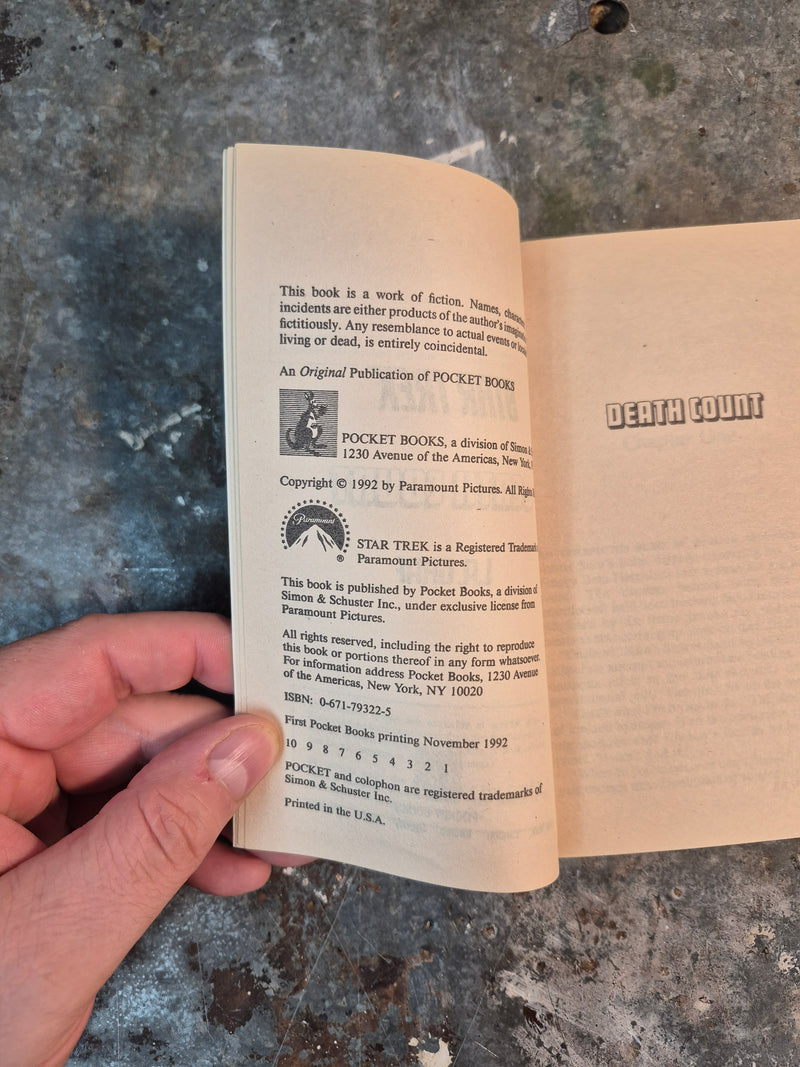 This book is a work of fiction. Names,
incidents are either products of the author's
fictitiously. Any resemblance to actual events or
living or dead, is entirely coincidental.
An Original Publication of POCKET BOOKS
POCKET BOOKS, a division of Simon
1230 Avenue of the Americas, New York,
Copyright © 1992 by Paramount Pictures. All Rights
Paramount
®
STAR TREK is a Registered
Paramount Pictures.
This book is published by Pocket Books, a division of
Simon & Schuster Inc., under exclusive license from
Paramount Pictures.
All rights reserved, including the right to reproduce
this book or portions thereof in any form whatsoever.
For information address Pocket Books, 1230 Avenue
of the Americas, New York, NY 10020
ISBN: 0-671-79322-5
First Pocket Books printing November 1992
10 9 8 7 6 5 4 3 2 1
POCKET and colophon are registered trademarks of
Simon & Schuster Inc.
Printed in the U.S.A.
DEATH COUNT